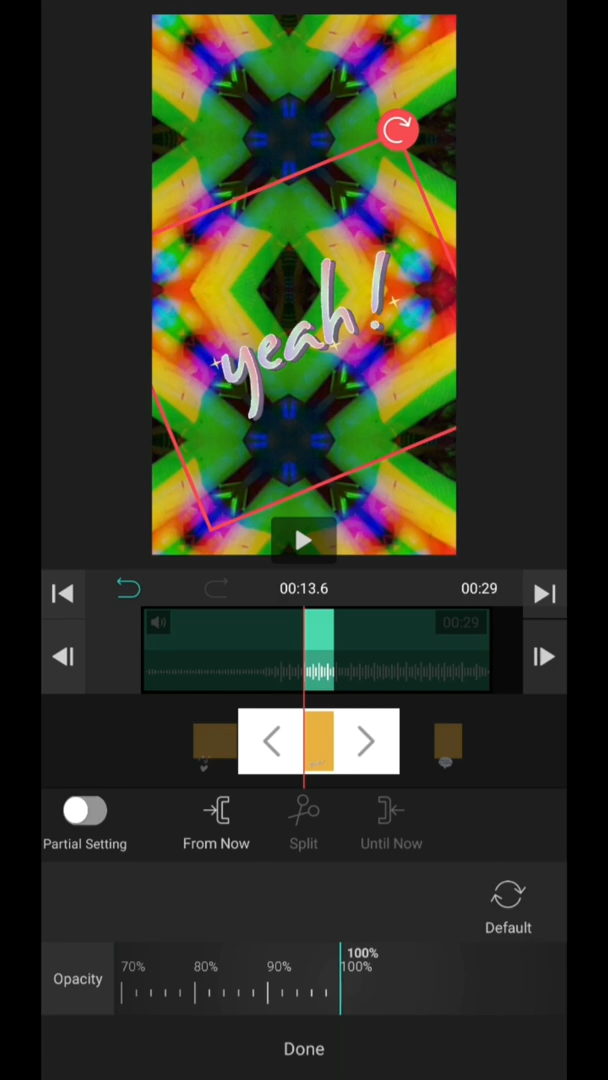 yeah!
00:13.6
00:29
00:29
Partial Setting
From Now
Split
Until Now
Default
Opacity
70%
80%
90%
100%
100%
Done